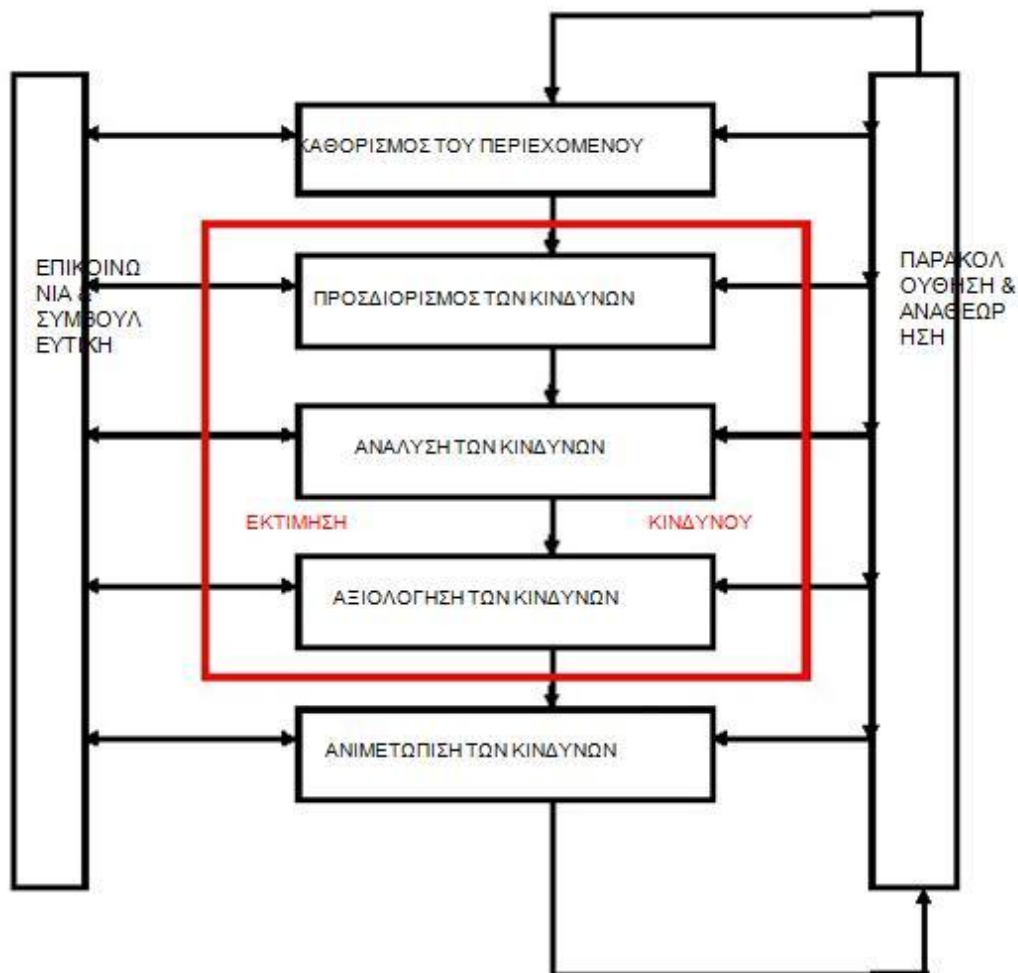 ΚΑΘΟΡΙΣΜΟΣ ΤΟΥ ΠΕΡΙΕΧΟΜΕΝΟΥ
ΕΠΙΚΟΙΝΩ
ΝΙΑ &
ΣΥΜΒΟΥΛ
ΕΥΤΙΚΗ
ΠΡΟΣΔΙΟΡΙΣΜΟΣ ΤΩΝ ΚΙΝΔΥΝΩΝ
ΠΑΡΑΚΟΛ
ΟΥΘΗΣΗ &
ΑΝΑΘΕΩΡ
ΗΣΗ
ΑΝΑΛΥΣΗ ΤΩΝ ΚΙΝΔΥΝΩΝ
ΕΚΤΙΜΗΣΗ ΚΙΝΔΥΝΟΥ
ΑΞΙΟΛΟΓΗΣΗ ΤΩΝ ΚΙΝΔΥΝΩΝ
ΑΝΙΜΕΤΩΠΙΣΗ ΤΩΝ ΚΙΝΔΥΝΩΝ